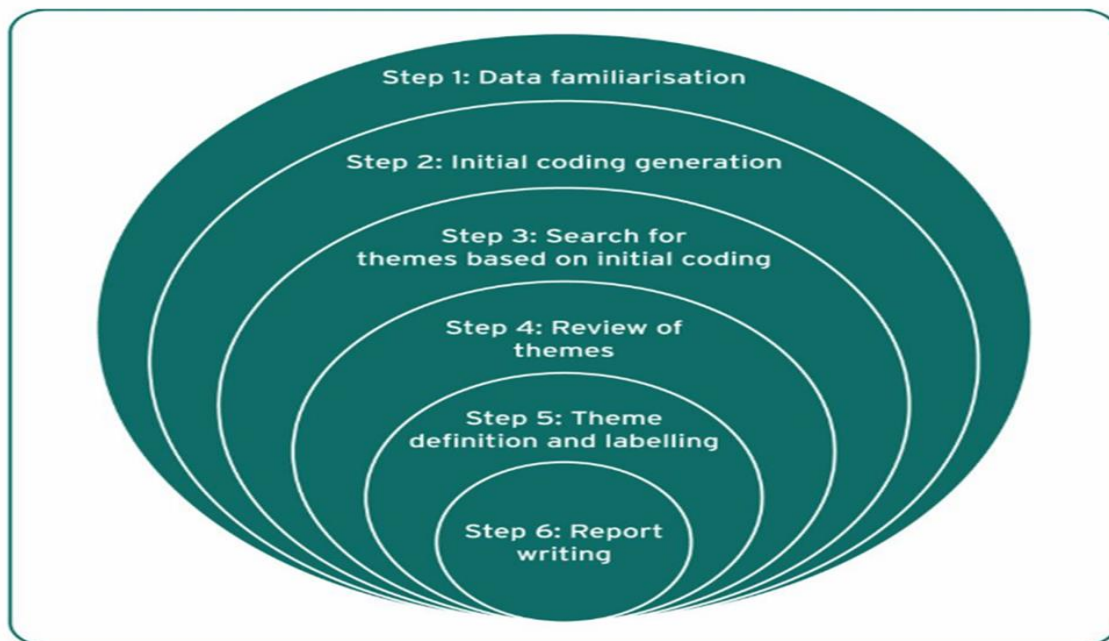 Step 1: Data familiarisation
Step 2: Initial coding generation
Step 3: Search for
themes based on initial coding
Step 4: Review of
themes
Step 5: Theme
definition and labelling
Step 6: Report
writing